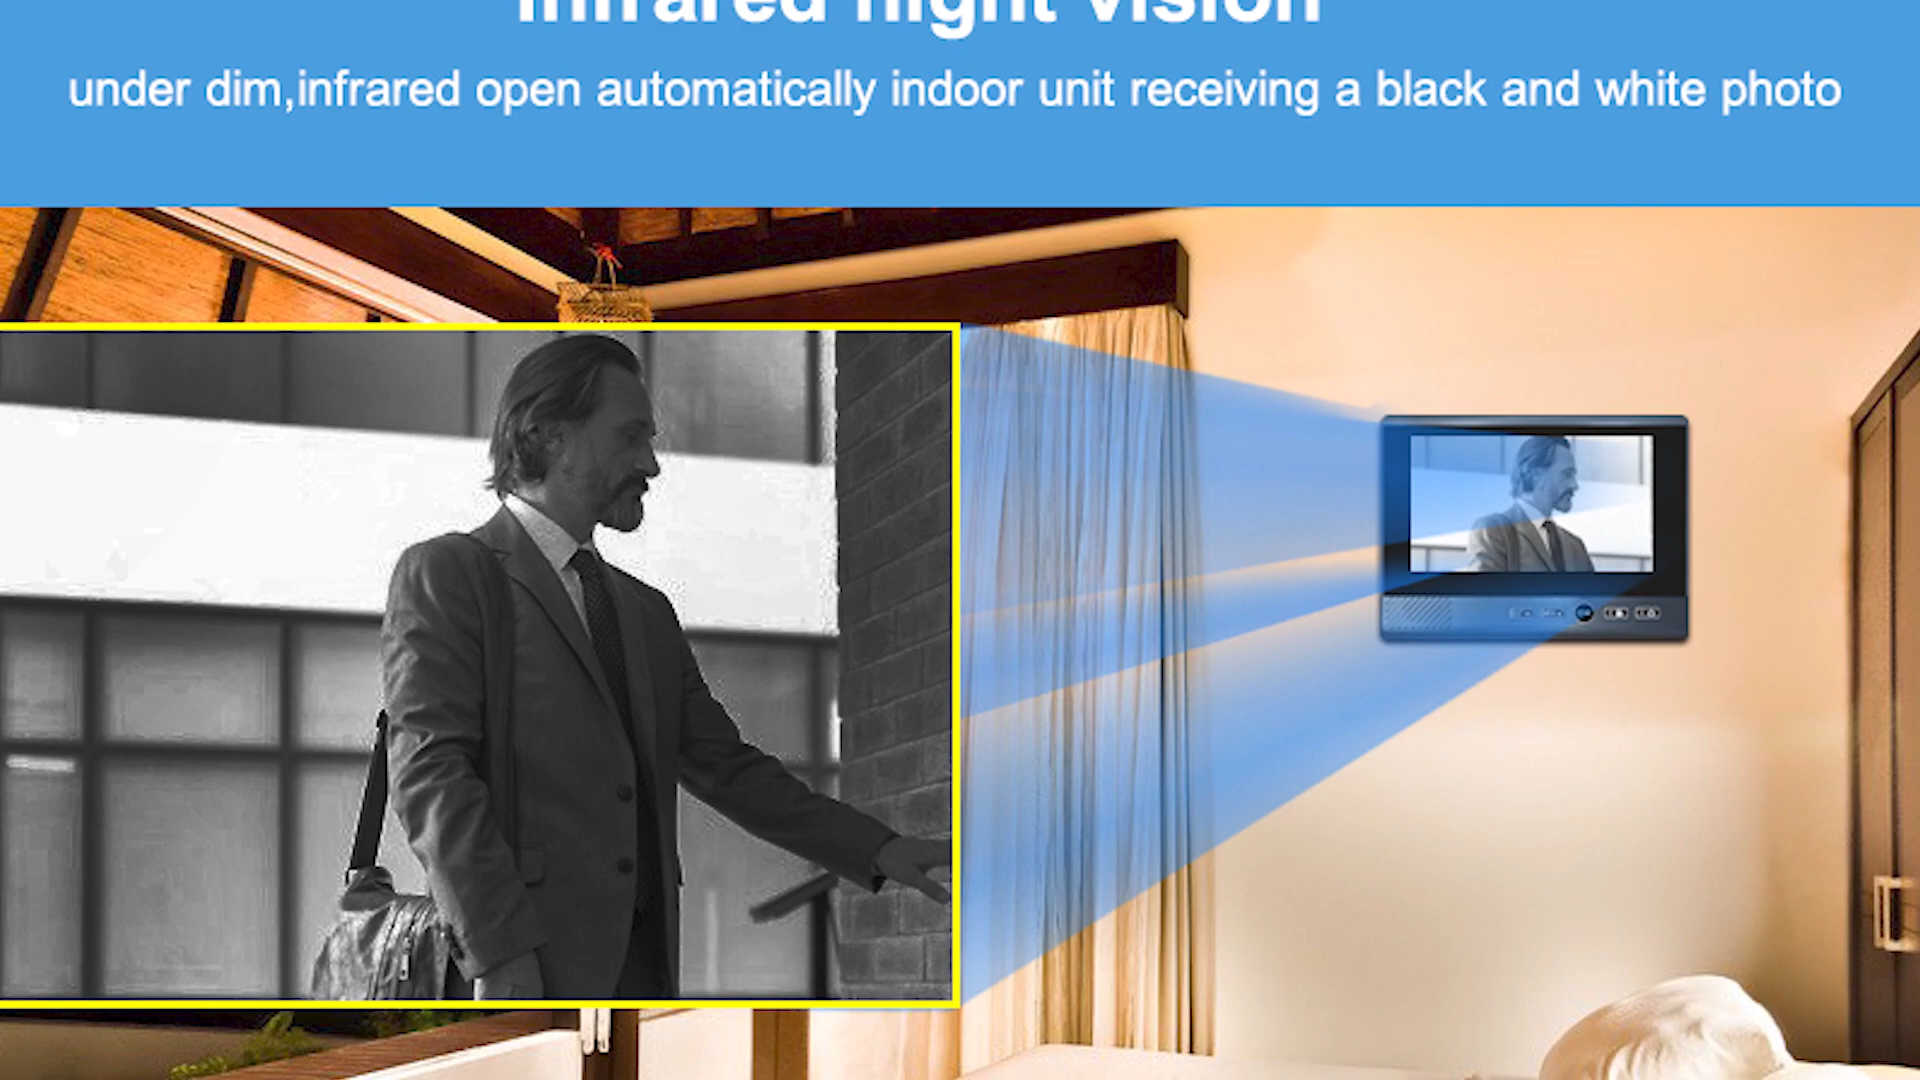 Infrared night vision
under dim,infrared open automatically indoor unit receiving a black and white photo